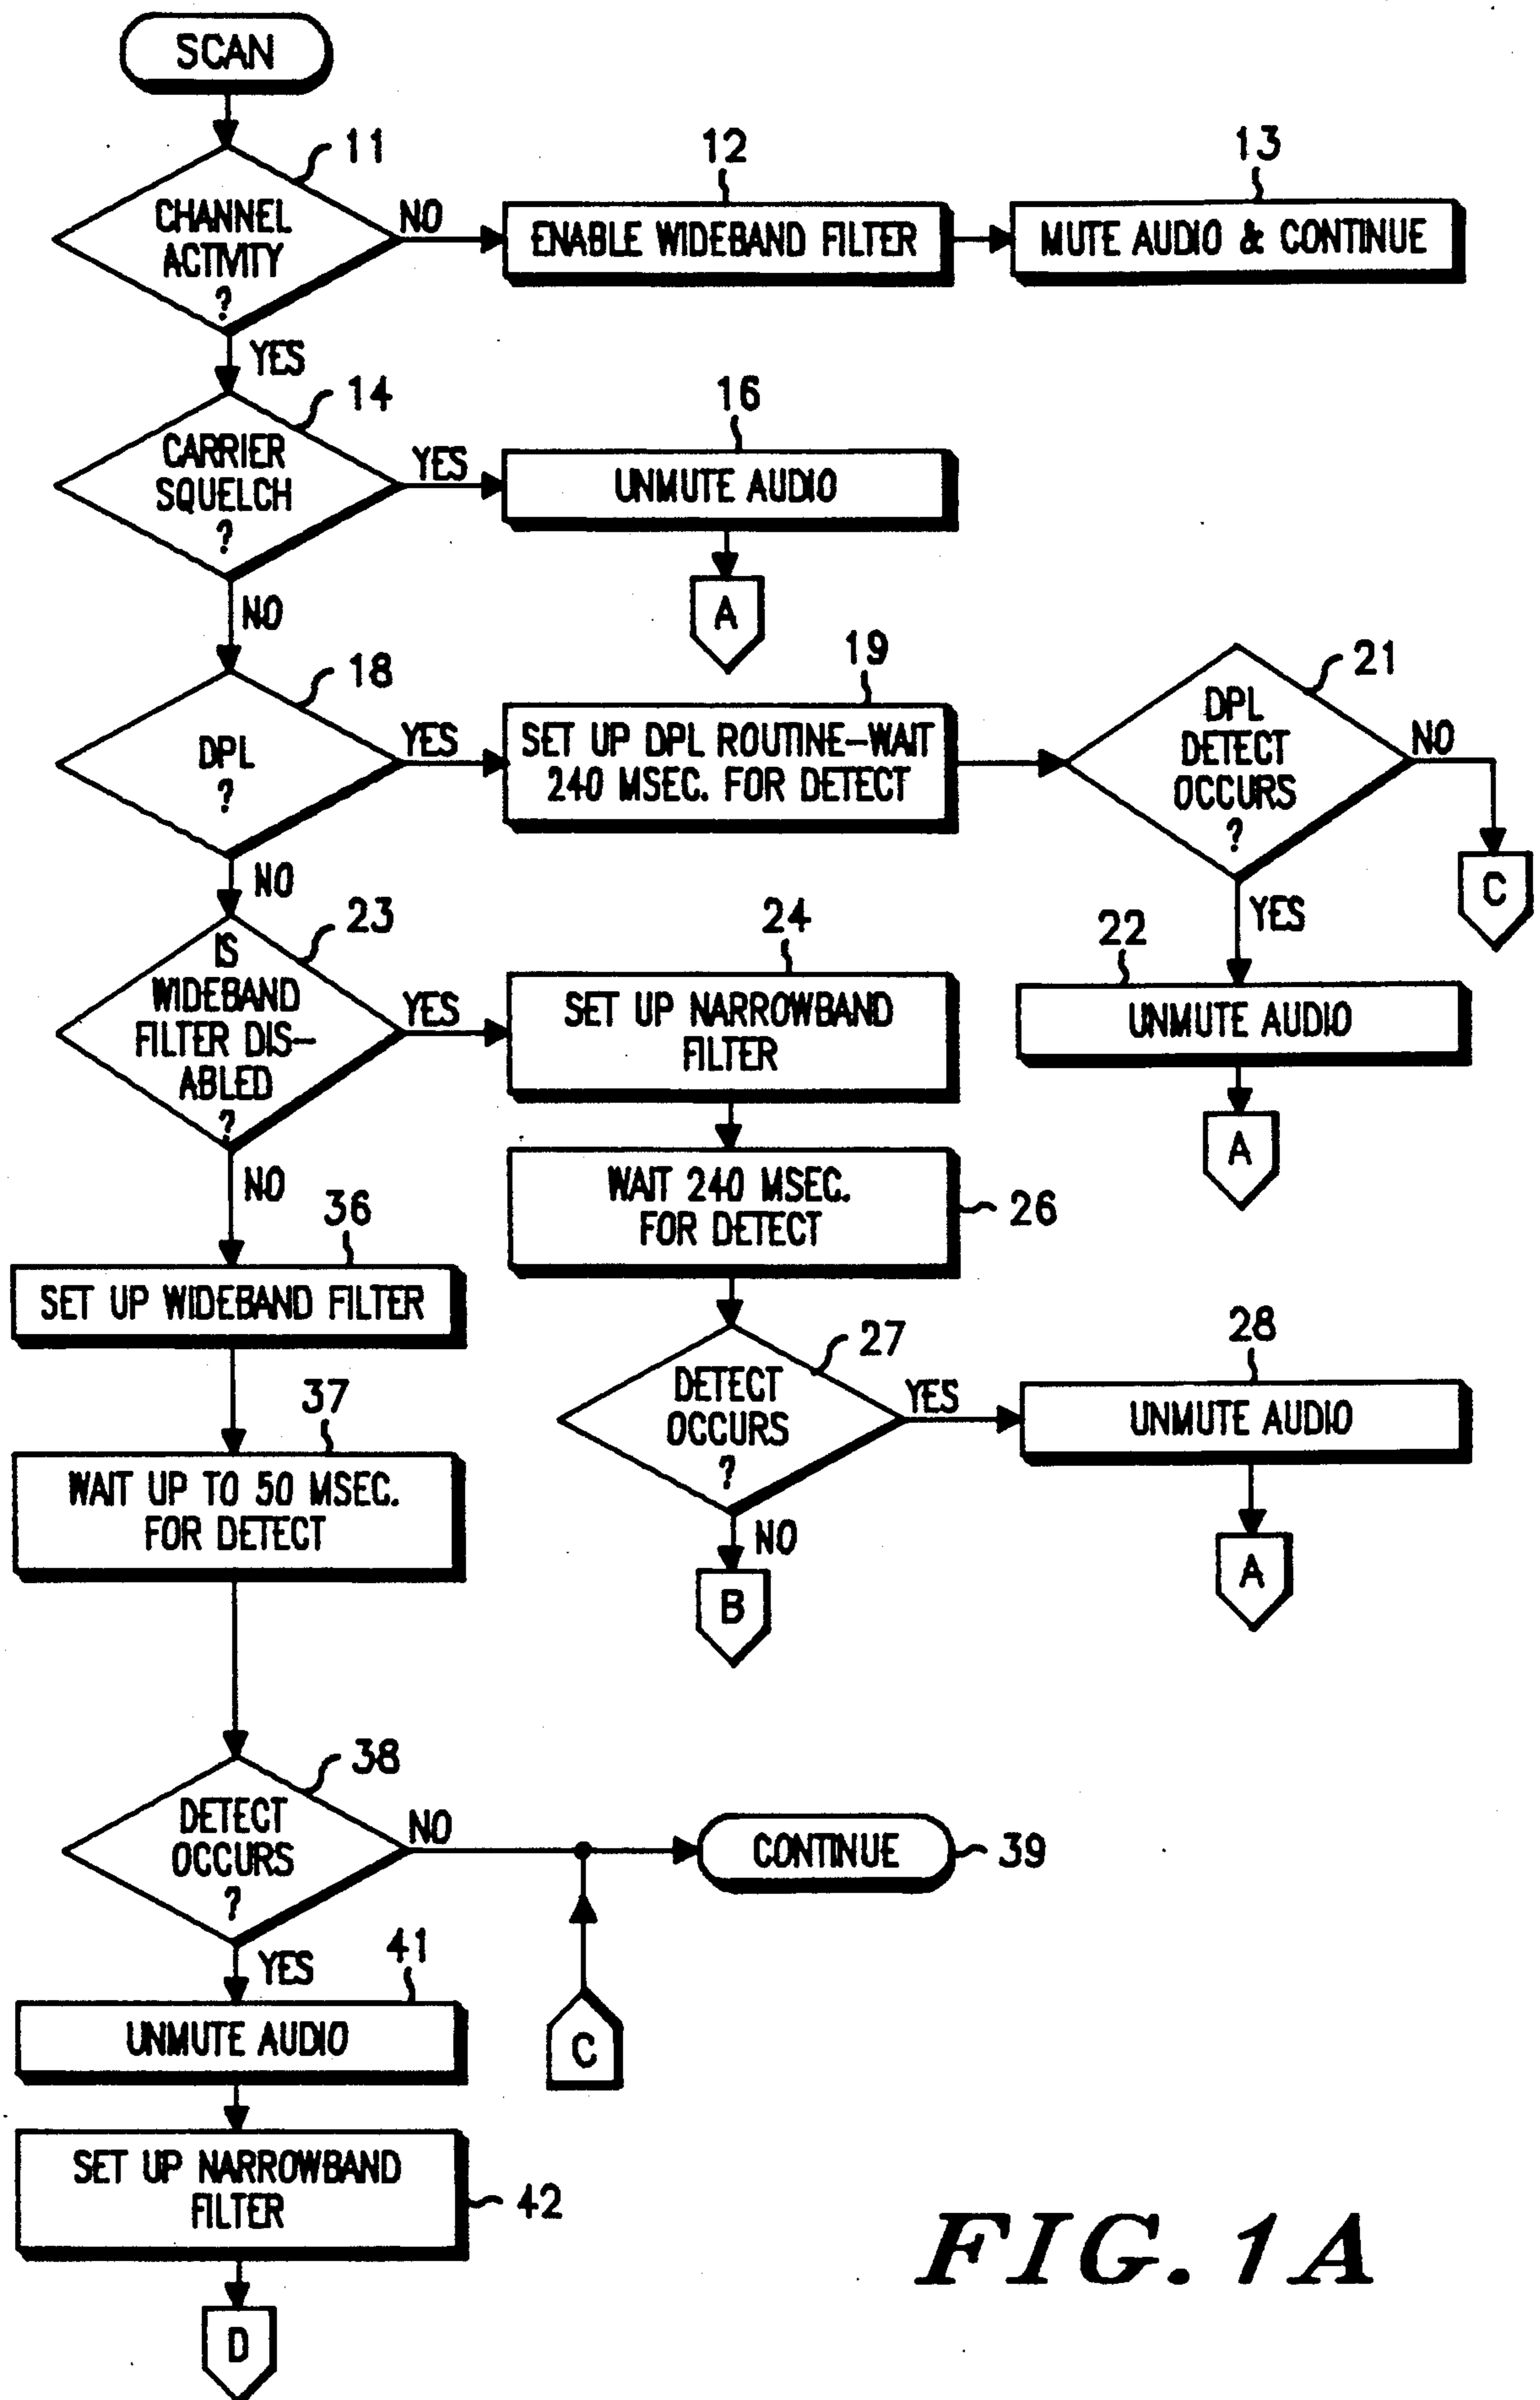 SCAN
11
CHANNEL
ACTIVITY
?
NO
12
ENABLE WIDEBAND FILTER
13
MUTE AUDIO & CONTINUE
YES
14
CARRIER
SQUELCH
?
YES
16
UNMUTE AUDIO
A
NO
18
DPL
?
YES
19
SET UP DPL ROUTINE-WAIT
240 MSEC. FOR DETECT
21
DPL
DETECT
OCCURS
?
NO
C
YES
22
UNMUTE AUDIO
A
NO
23
IS
WIDEBAND
FILTER DIS-
ABLED
?
YES
24
SET UP NARROWBAND
FILTER
WAIT 240 MSEC.
FOR DETECT
26
27
DETECT
OCCURS
?
YES
28
UNMUTE AUDIO
A
NO
B
NO
36
SET UP WIDEBAND FILTER
37
WAIT UP TO 50 MSEC.
FOR DETECT
38
DETECT
OCCURS
?
NO
CONTINUE
39
C
YES
41
UNMUTE AUDIO
SET UP NARROWBAND
FILTER
42
D
FIG. 1A